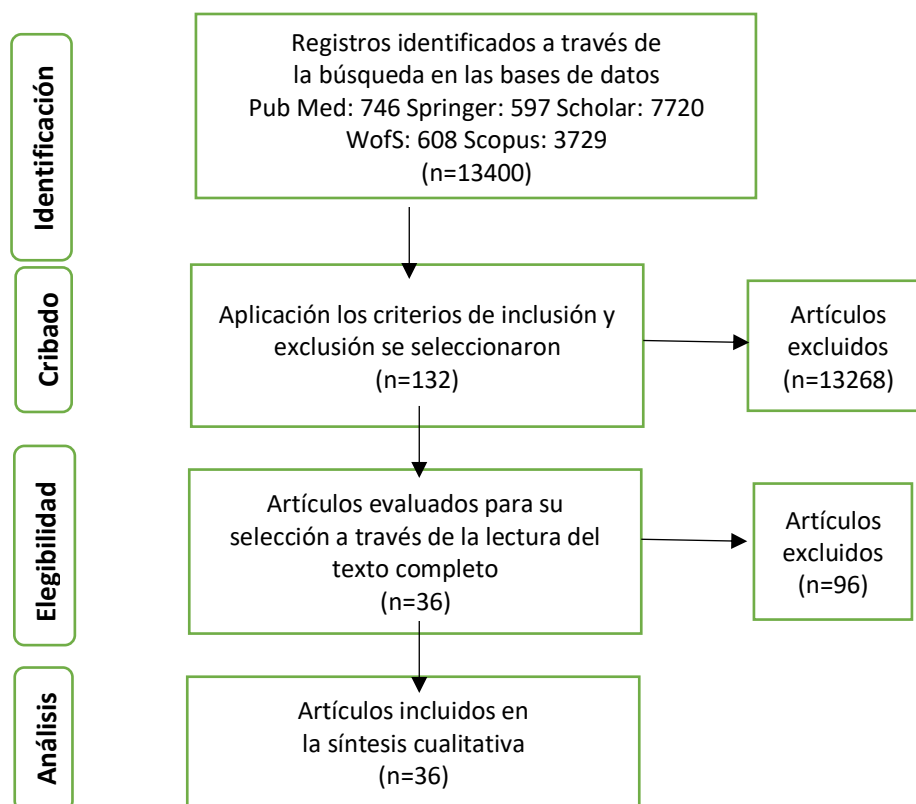 Identificación
Registros identificados a través de
la búsqueda en las bases de datos
Pub Med: 746 Springer: 597 Scholar: 7720
WofS: 608 Scopus: 3729
(n=13400)
Cribado
Aplicación los criterios de inclusión y
exclusión se seleccionaron
(n=132)
Artículos
excluidos
(n=13268)
Elegibilidad
Artículos evaluados para su
selección a través de la lectura del
texto completo
(n=36)
Artículos
excluidos
(n=96)
Análisis
Artículos incluidos en
la síntesis cualitativa
(n=36)